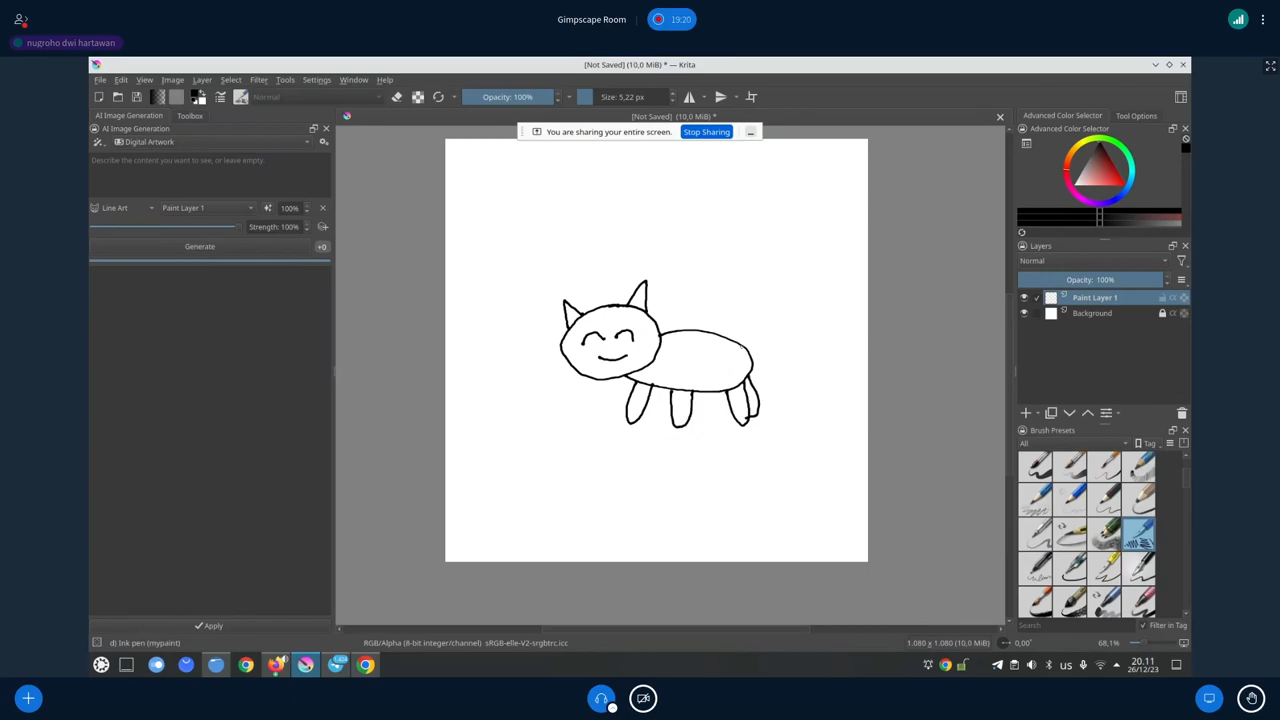 Gimpscape Room
19:20
nugroho dwi hartawan
[Not Saved] (10,0 MiB) * — Krita
File Edit View Image Layer Select Filter Tools Settings Window Help
Normal
Opacity: 100%
Size: 5,22 px
AI Image Generation
Toolbox
[Not Saved] (10,0 MiB) *
Advanced Color Selector
Tool Options
AI Image Generation
You are sharing your entire screen.
Stop Sharing
Advanced Color Selector
Digital Artwork
Describe the content you want to see, or leave empty.
Line Art
Paint Layer 1
100%
Strength: 100%
Generate
+0
Layers
Normal
Opacity: 100%
Paint Layer 1
Background
Brush Presets
All
Tag
Search
Filter in Tag
Apply
d) Ink pen (mypaint)
RGB/Alpha (8-bit integer/channel) sRGB-elle-V2-srgbtrc.icc
1.080 x 1.080 (10,0 MiB)
0,00°
68,1%
us
20.11
26/12/23